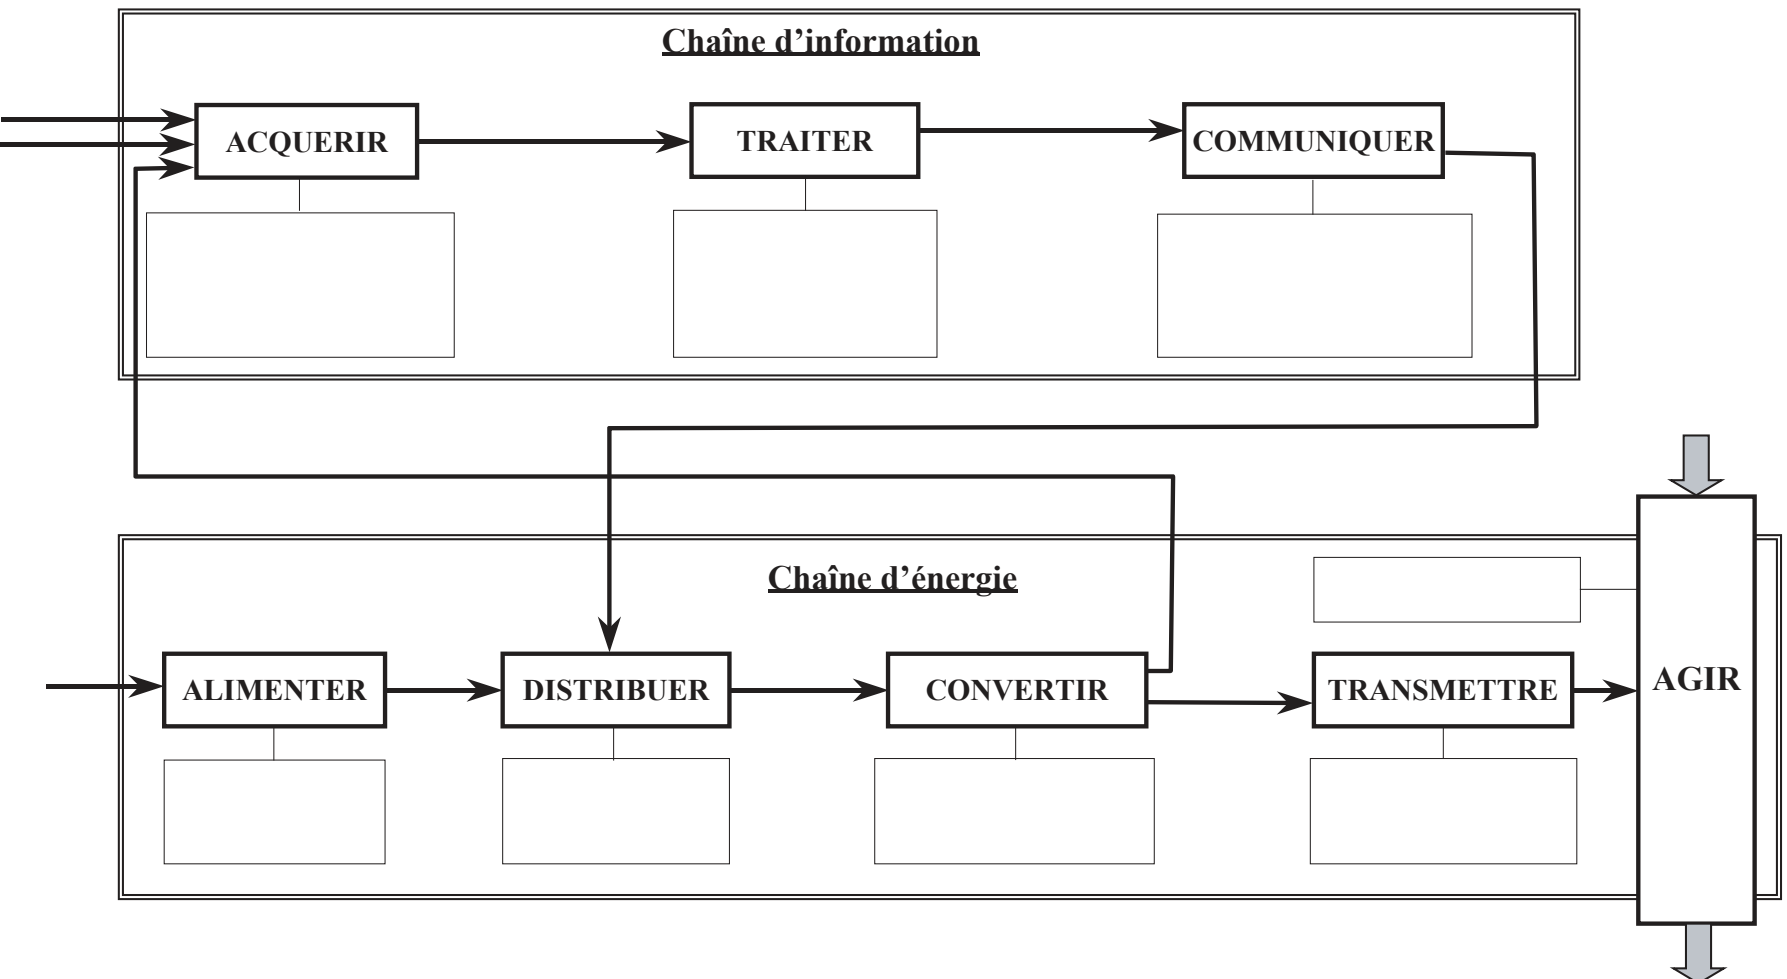 Chaîne d’information
ACQUERIR
TRAITER
COMMUNIQUER
Chaîne d’énergie
ALIMENTER
DISTRIBUER
CONVERTIR
TRANSMETTRE
AGIR